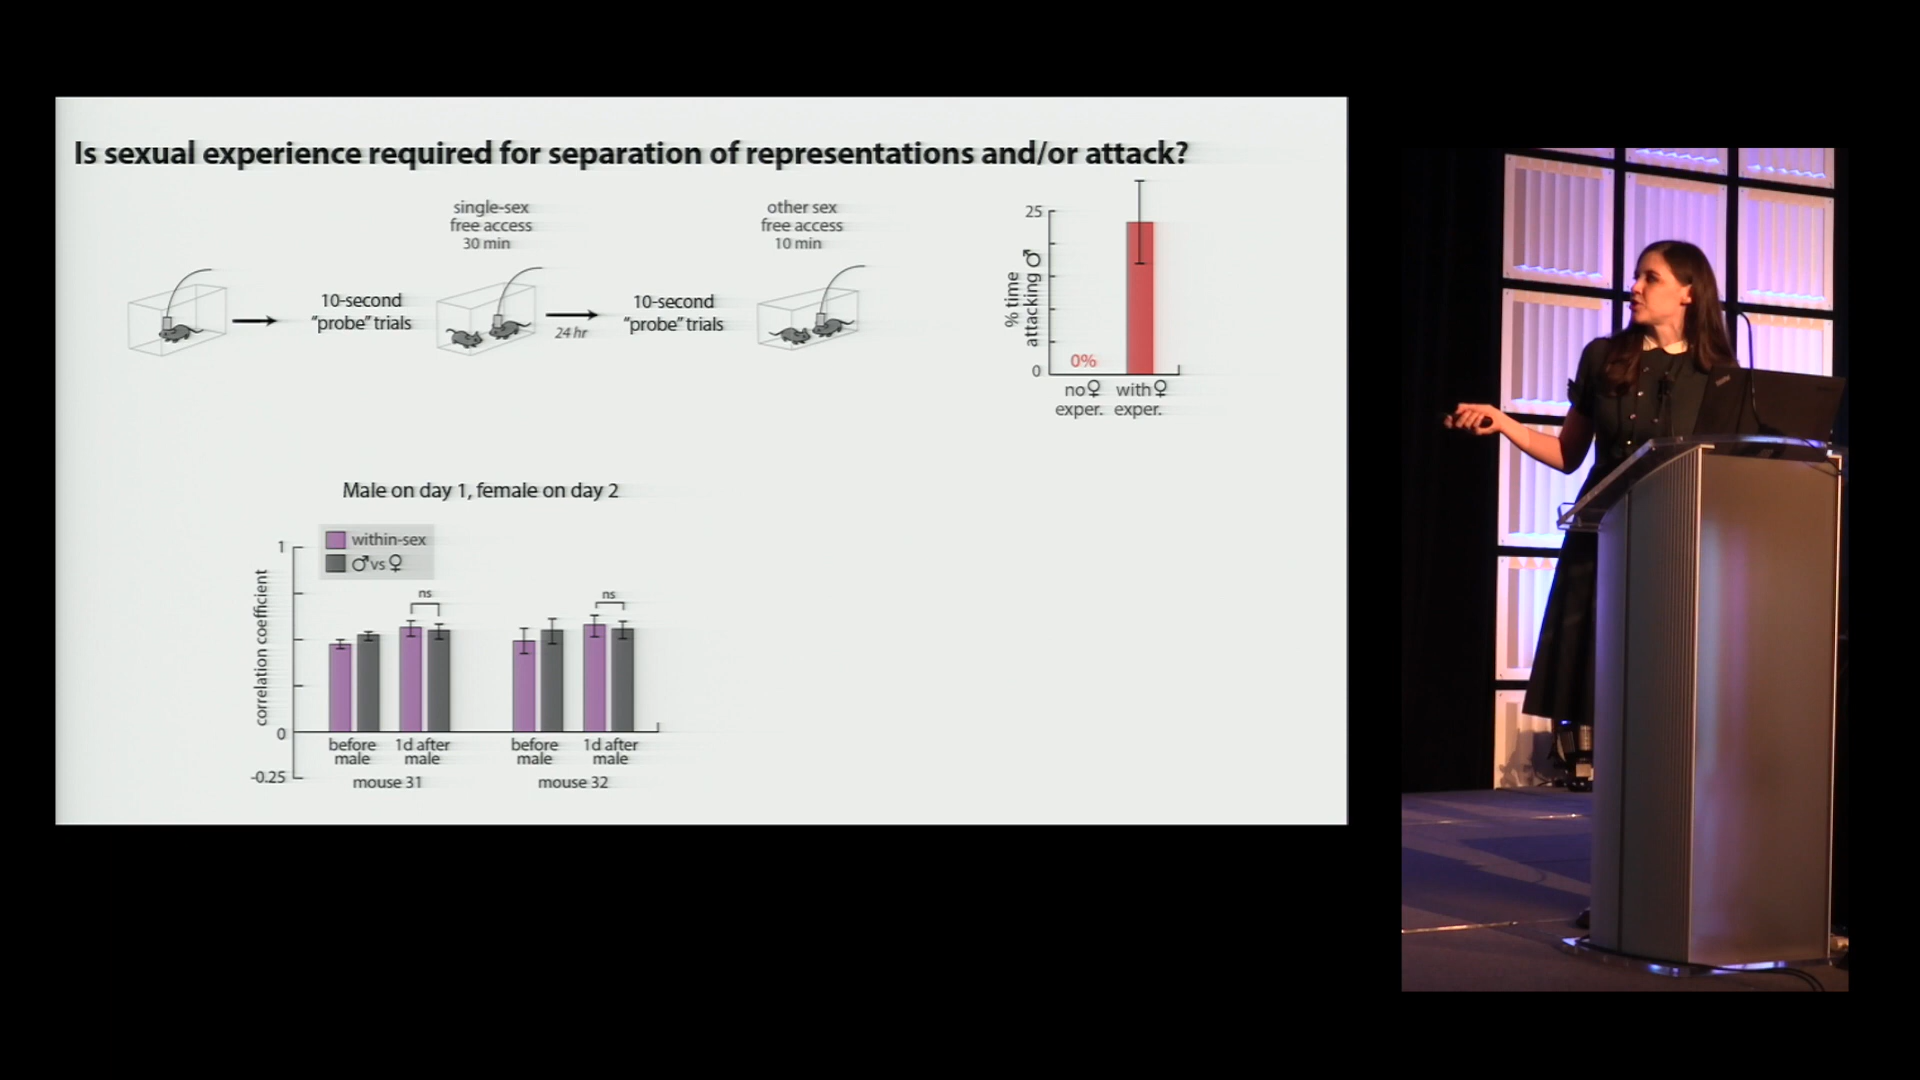 Is sexual experience required for separation of representations and/or attack?
single-sex
free access
30 min
other sex
free access
10 min
10-second
"probe" trials
24 hr
10-second
"probe" trials
% time
attacking ♂
25
0
0%
no♀
exper.
with♀
exper.
Male on day 1, female on day 2
within-sex
♂vs♀
correlation coefficient
1
0
-0.25
ns
ns
before
male
1d after
male
before
male
1d after
male
mouse 31
mouse 32